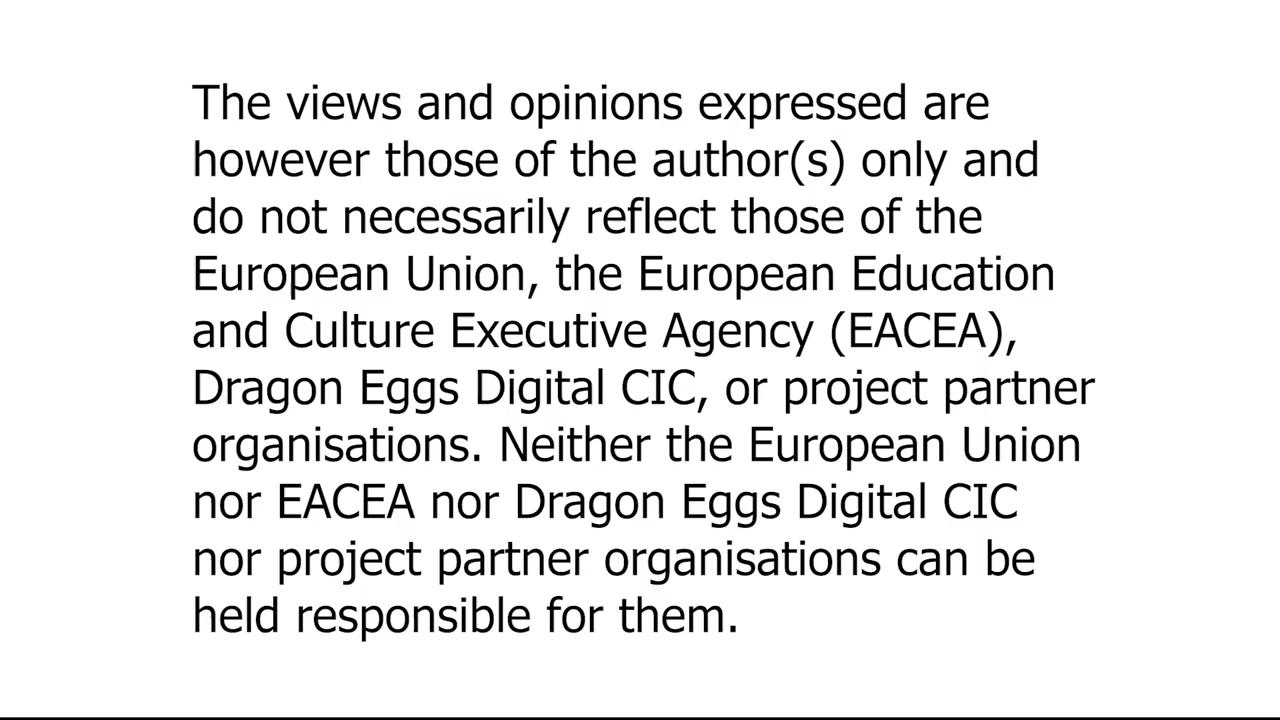 The views and opinions expressed are
however those of the author(s) only and
do not necessarily reflect those of the
European Union, the European Education
and Culture Executive Agency (EACEA),
Dragon Eggs Digital CIC, or project partner
organisations. Neither the European Union
nor EACEA nor Dragon Eggs Digital CIC
nor project partner organisations can be
held responsible for them.